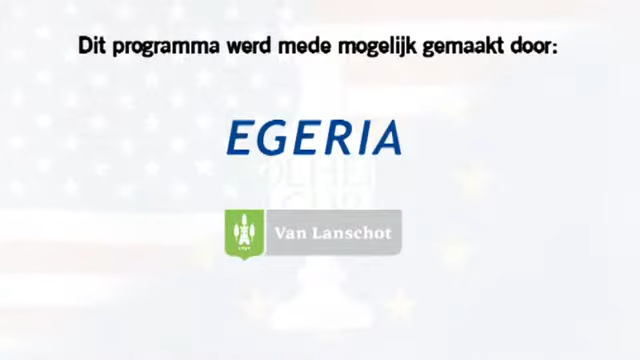 Dit programma werd mede mogelijk gemaakt door:
EGERIA
Van Lanschot